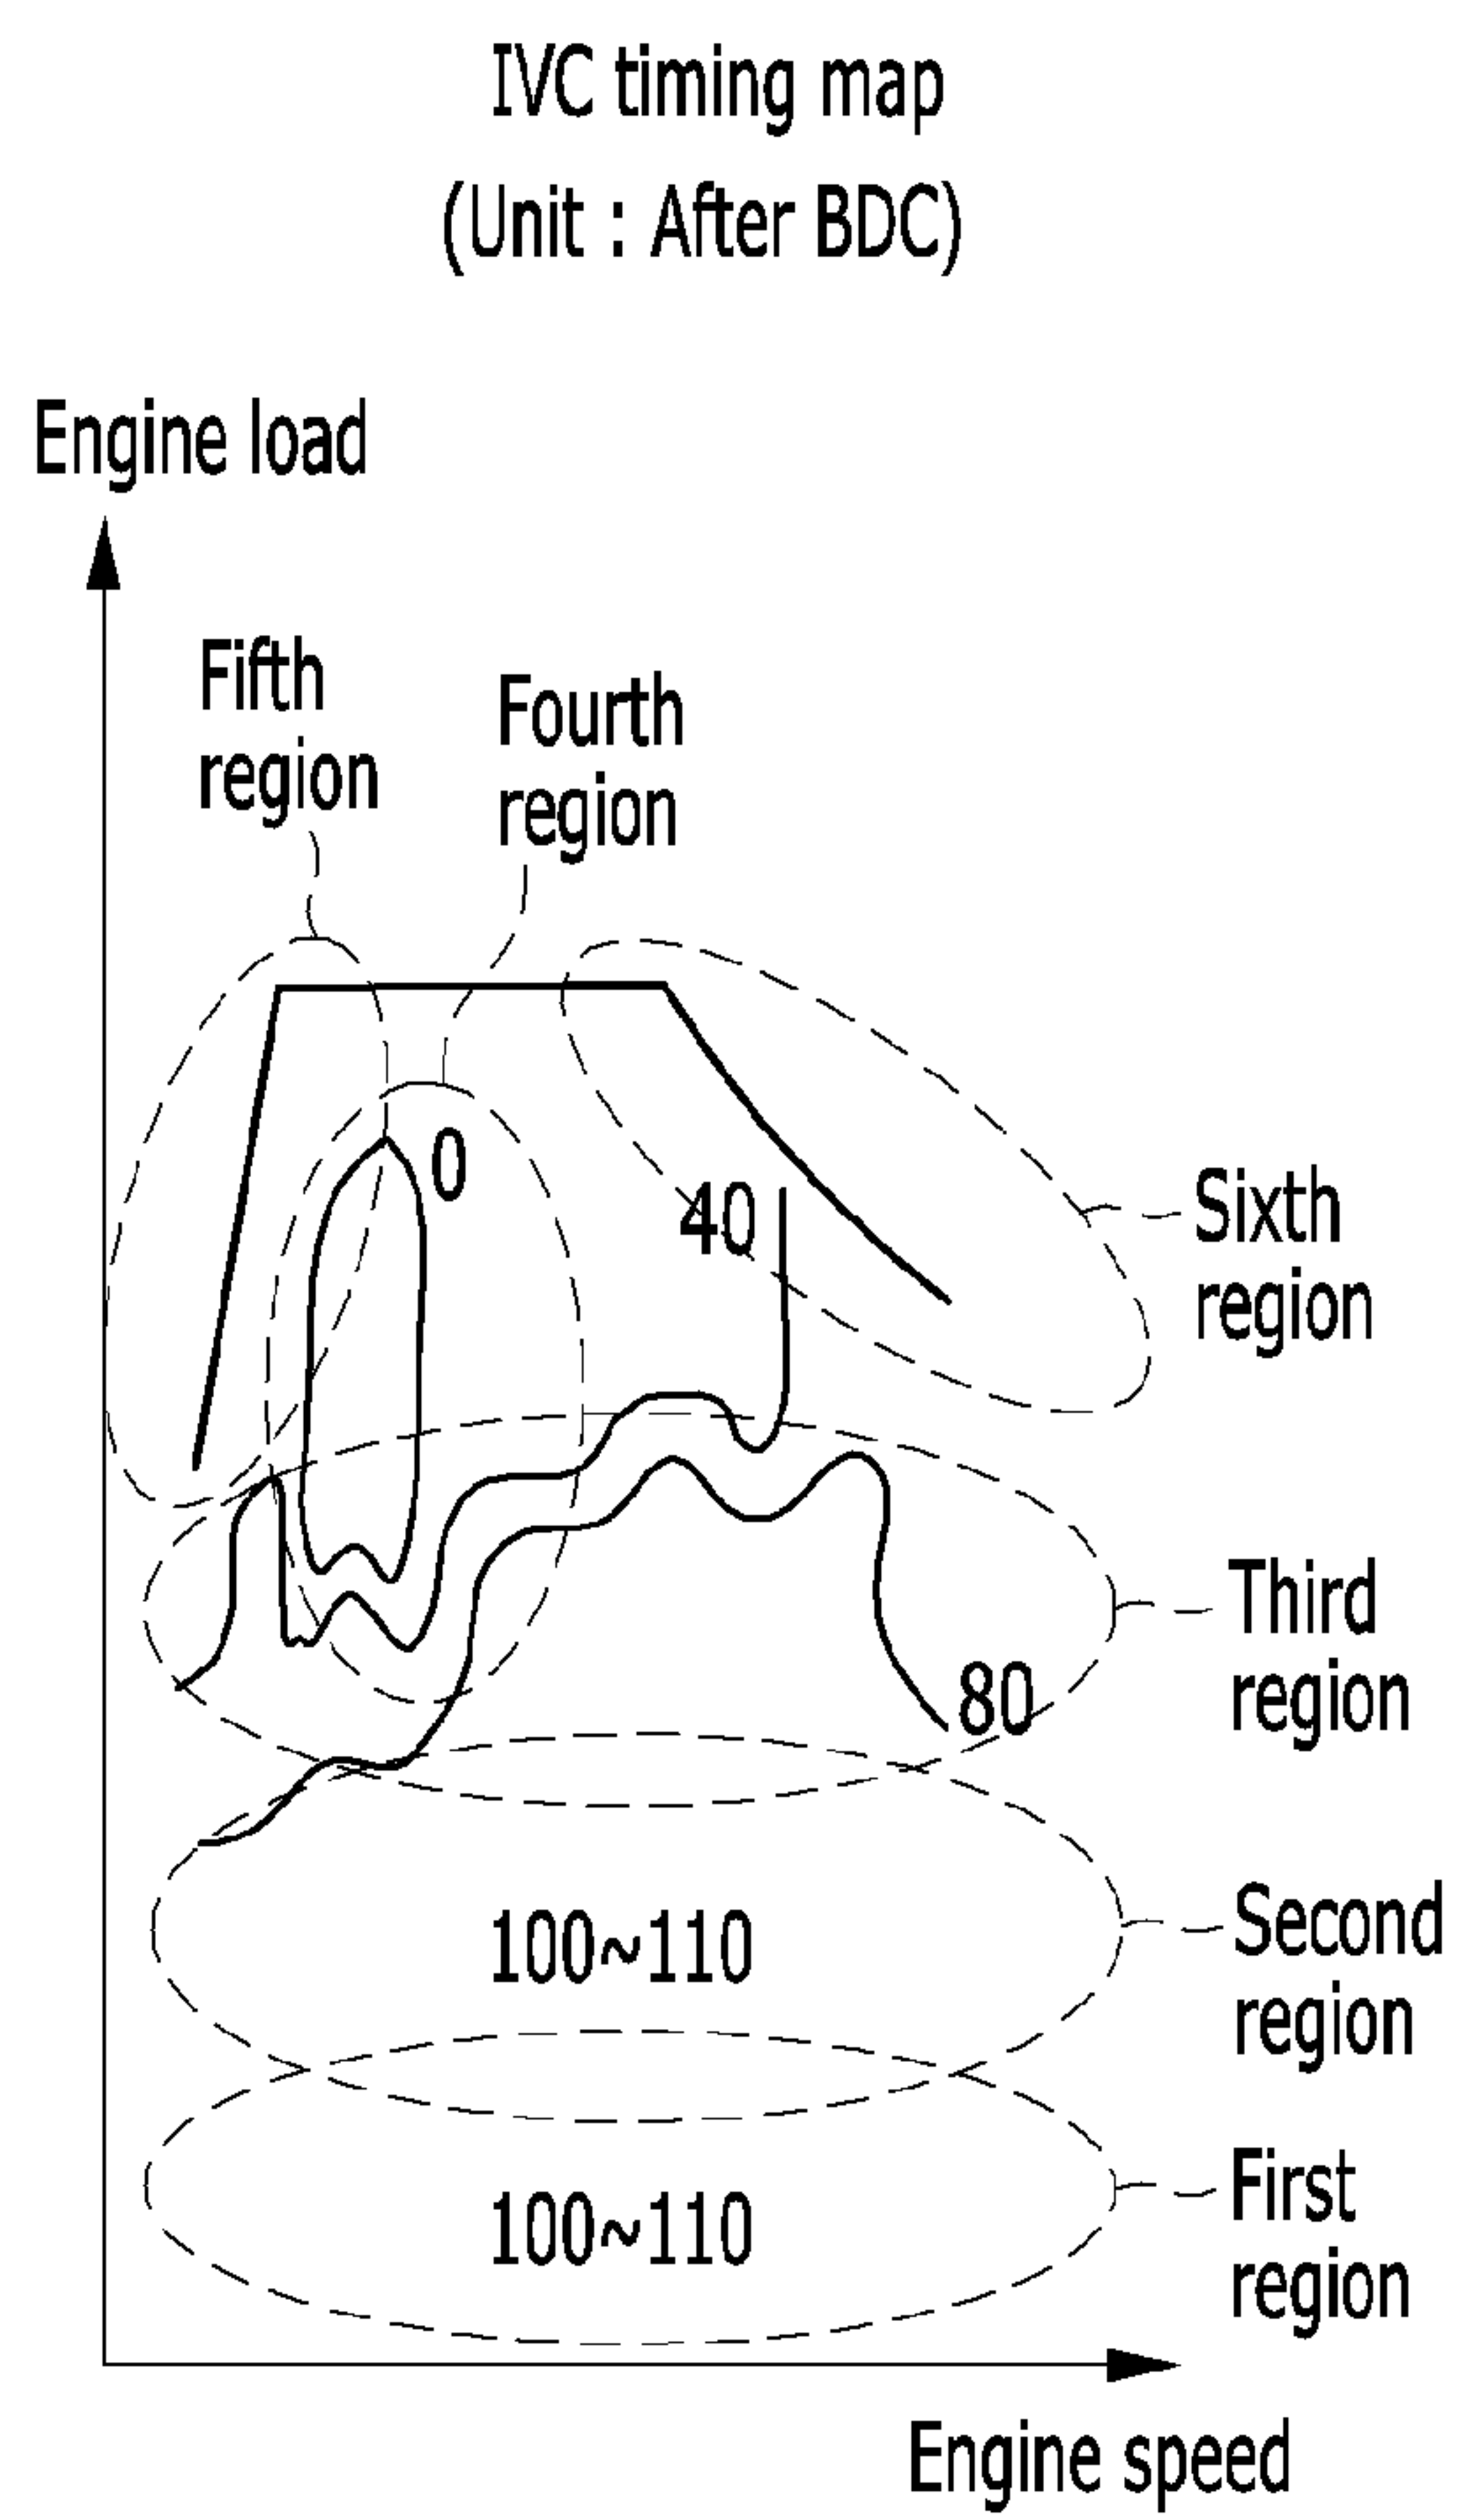 IVC timing map
(Unit : After BDC)
Engine load
Fifth
region
Fourth
region
0
40
Sixth
region
Third
region
80
Second
region
100~110
First
region
100~110
Engine speed